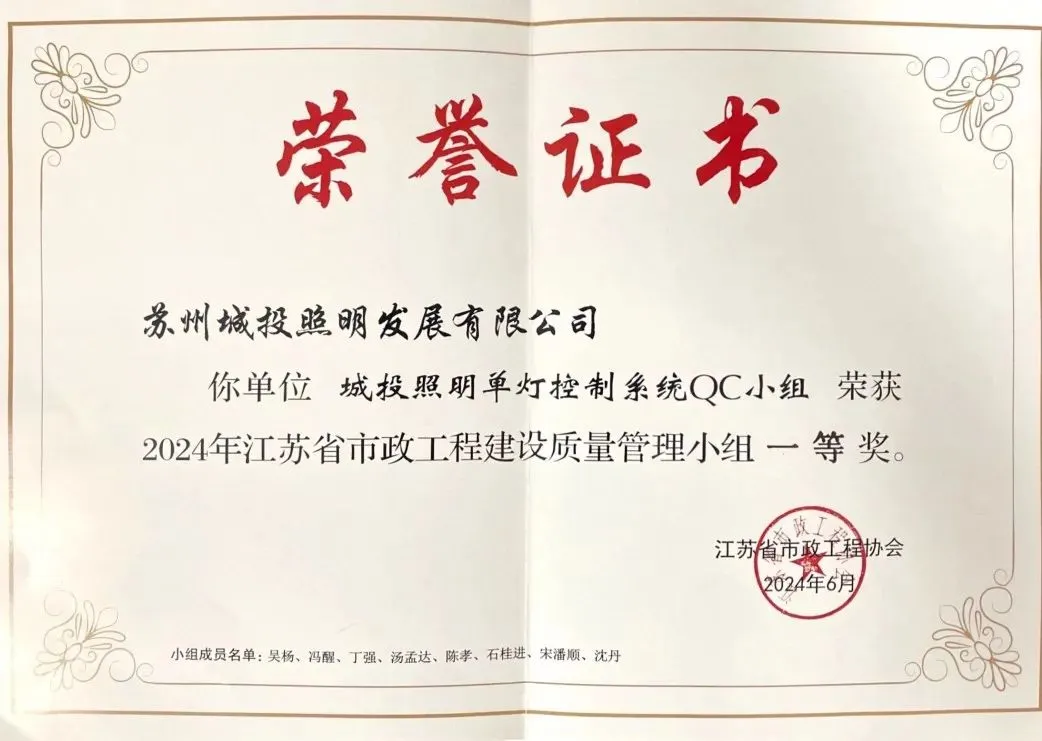 荣誉证书
苏州城投照明发展有限公司
你单位 城投照明单灯控制系统QC小组 荣获
2024年江苏省市政工程建设质量管理小组 一等奖。
江苏省市政工程协会
2024年6月
小组成员名单：吴杨、冯醒、丁强、汤孟达、陈孝、石桂进、宋潘顺、沈丹